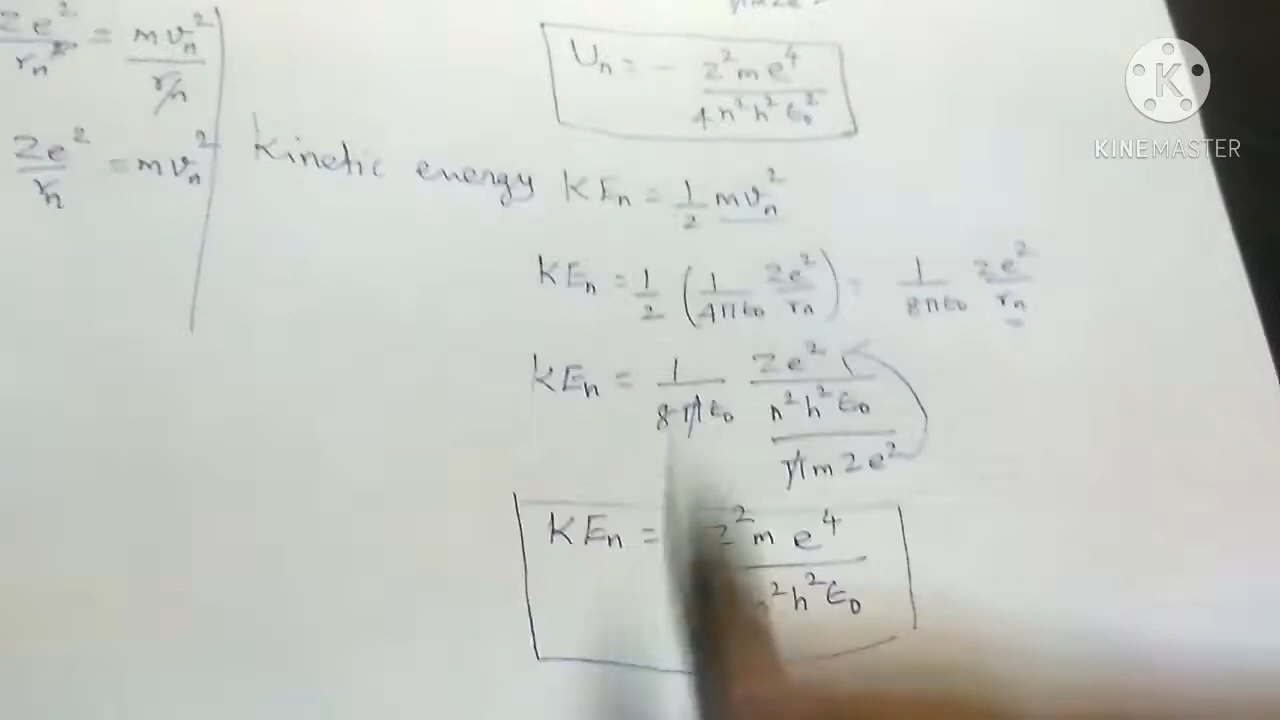 Ze² / rₙ² = mvₙ² / rₙ
Ze² / rₙ = mvₙ²
Uₙ = - Z²me⁴ / 4n²h²ε₀²
Kinetic energy KEₙ = 1/2 mvₙ²
KEₙ = 1/2 (1/4πε₀ Ze²/rₙ) = 1/8πε₀ Ze²/rₙ
KEₙ = 1/8πε₀ Ze² / (n²h²ε₀ / πmZe²)
KEₙ = Z²me⁴ / n²h²ε₀
K
KINEMASTER